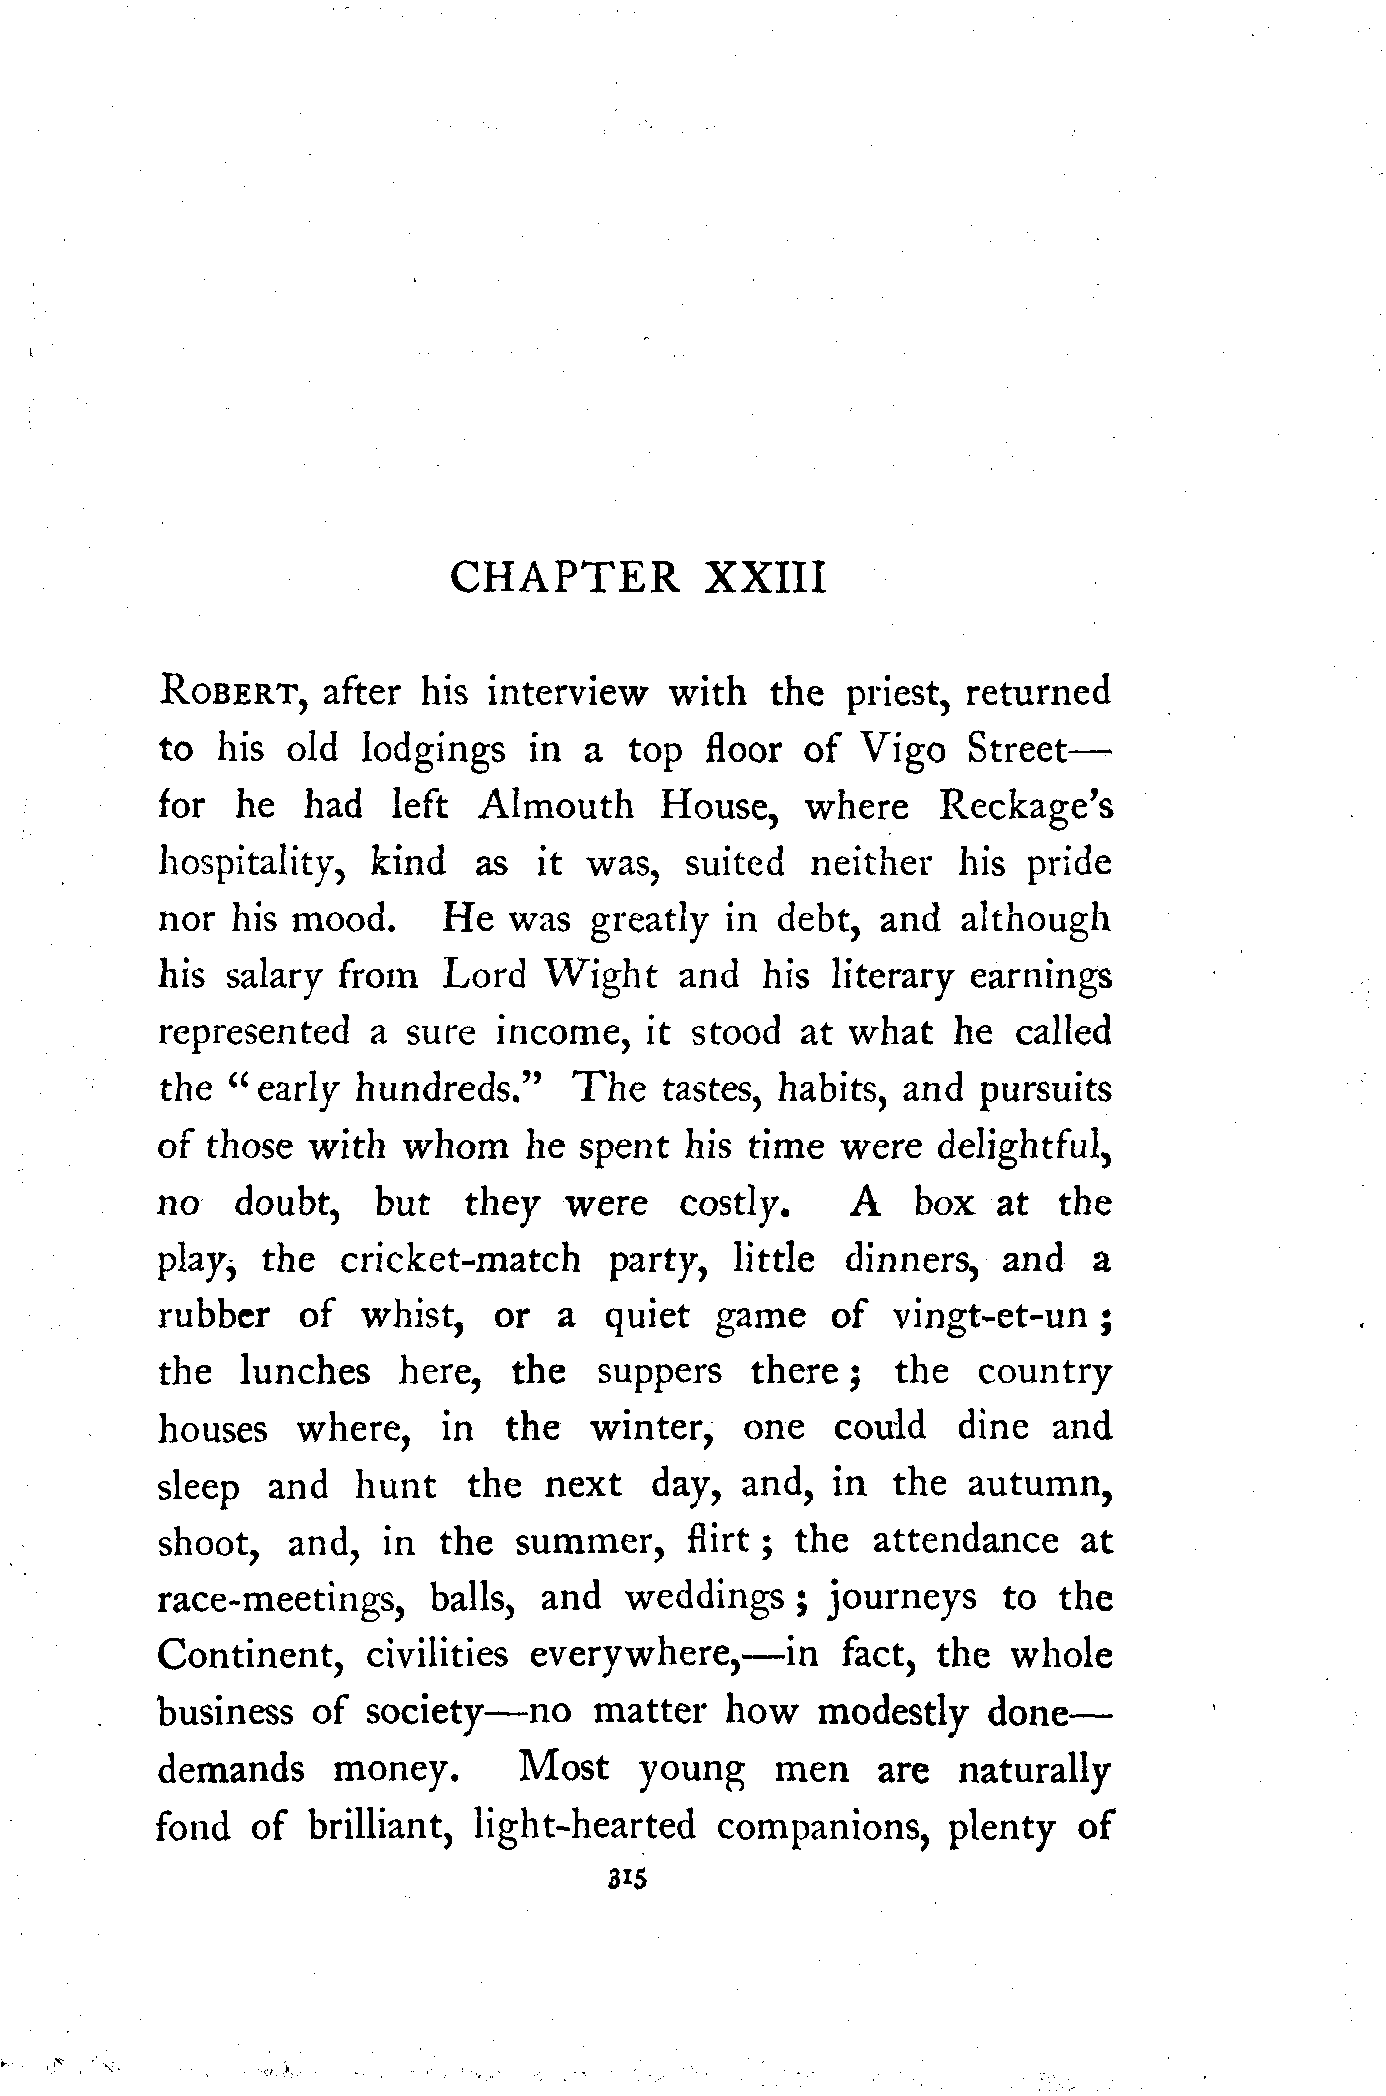 CHAPTER XXIII
ROBERT, after his interview with the priest, returned
to his old lodgings in a top floor of Vigo Street—
for he had left Almouth House, where Reckage's
hospitality, kind as it was, suited neither his pride
nor his mood. He was greatly in debt, and although
his salary from Lord Wight and his literary earnings
represented a sure income, it stood at what he called
the “early hundreds.” The tastes, habits, and pursuits
of those with whom he spent his time were delightful,
no doubt, but they were costly. A box at the
play, the cricket-match party, little dinners, and a
rubber of whist, or a quiet game of vingt-et-un ;
the lunches here, the suppers there ; the country
houses where, in the winter, one could dine and
sleep and hunt the next day, and, in the autumn,
shoot, and, in the summer, flirt ; the attendance at
race-meetings, balls, and weddings ; journeys to the
Continent, civilities everywhere,—in fact, the whole
business of society—no matter how modestly done—
demands money. Most young men are naturally
fond of brilliant, light-hearted companions, plenty of
315